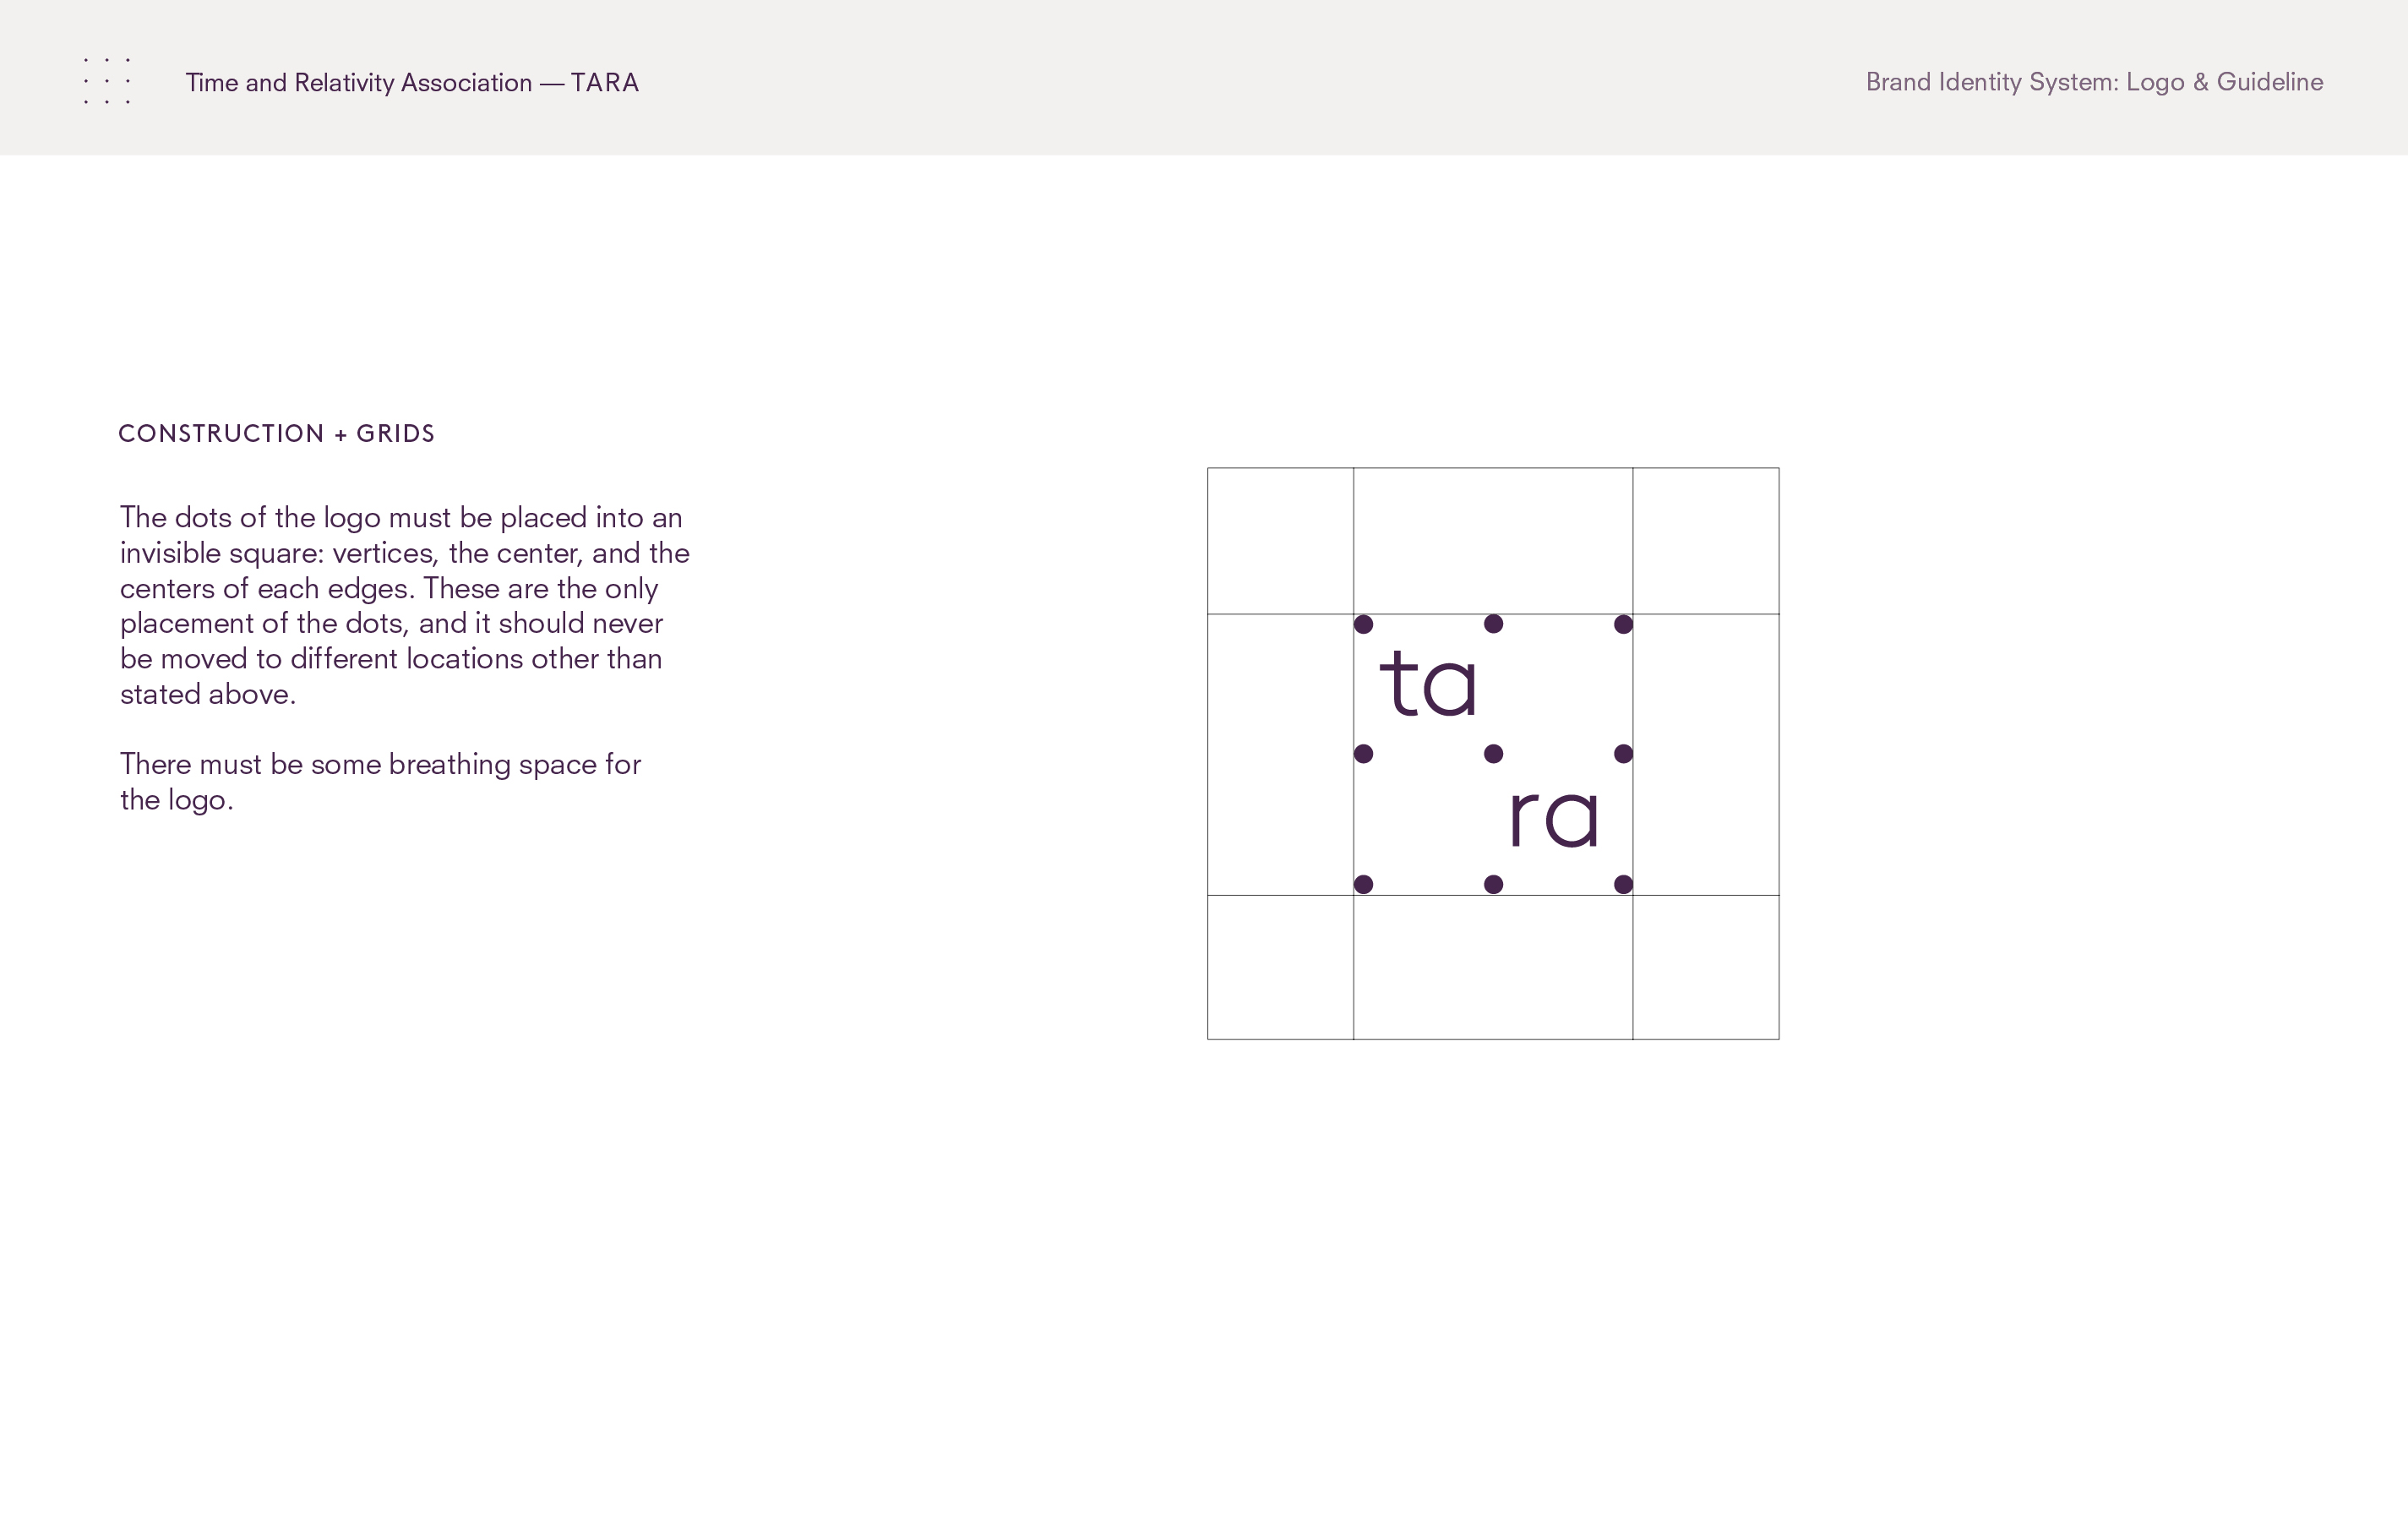 Time and Relativity Association — TARA
Brand Identity System: Logo & Guideline
CONSTRUCTION + GRIDS
The dots of the logo must be placed into an
invisible square: vertices, the center, and the
centers of each edges. These are the only
placement of the dots, and it should never
be moved to different locations other than
stated above.
There must be some breathing space for
the logo.
ta
ra